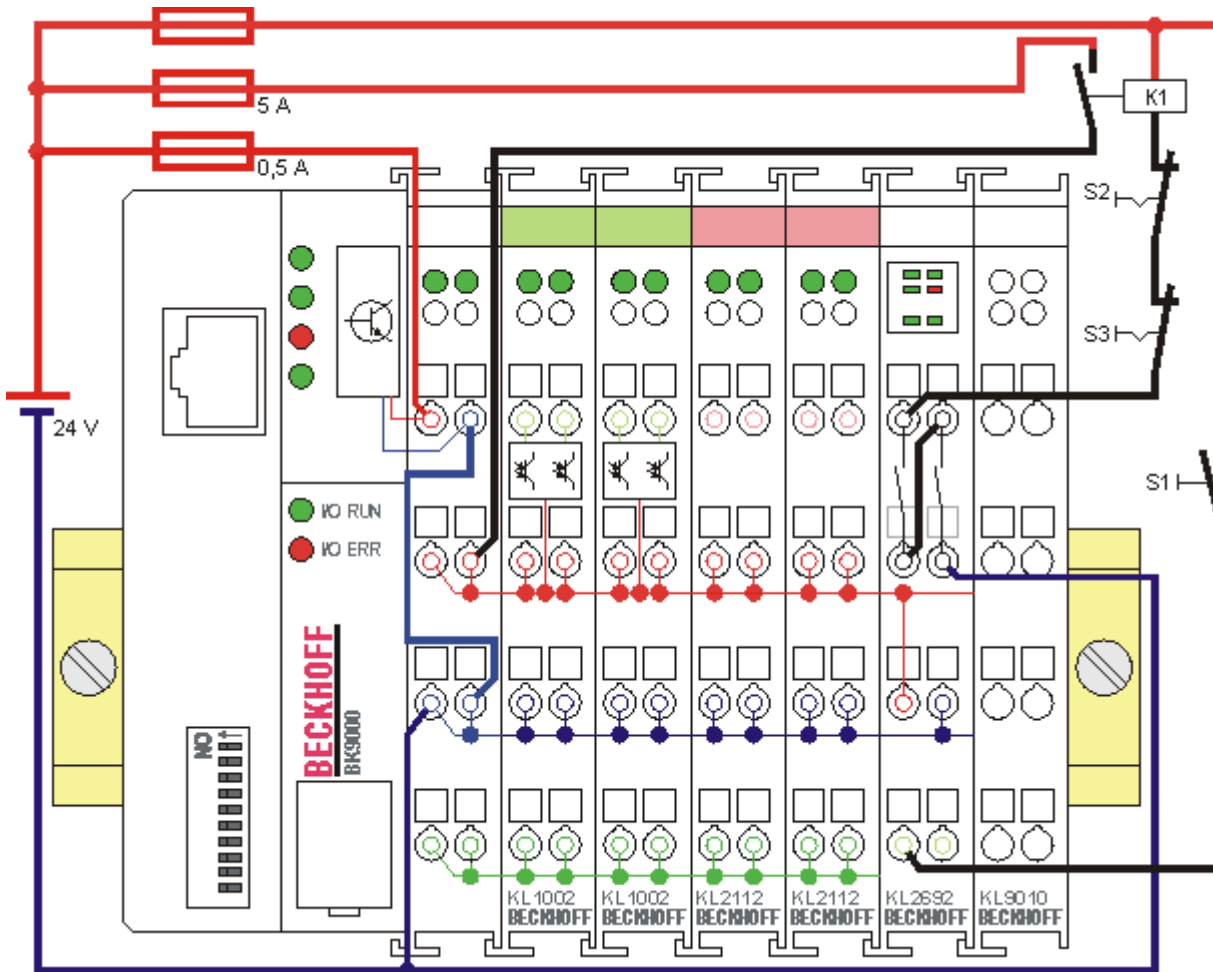 5 A
K1
0,5 A
S2
S3
24 V
S1
I/O RUN
I/O ERR
BECKHOFF
BK9000
NO
KL1002
BECKHOFF
KL1002
BECKHOFF
KL2112
BECKHOFF
KL2112
BECKHOFF
KL2692
BECKHOFF
KL9010
BECKHOFF